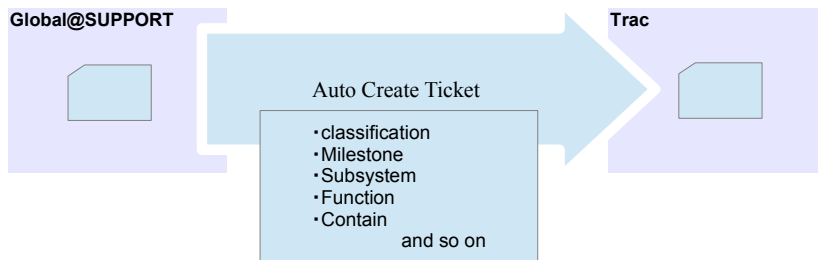 Global@SUPPORT
Trac
Auto Create Ticket
・classification
・Milestone
・Subsystem
・Function
・Contain
and so on